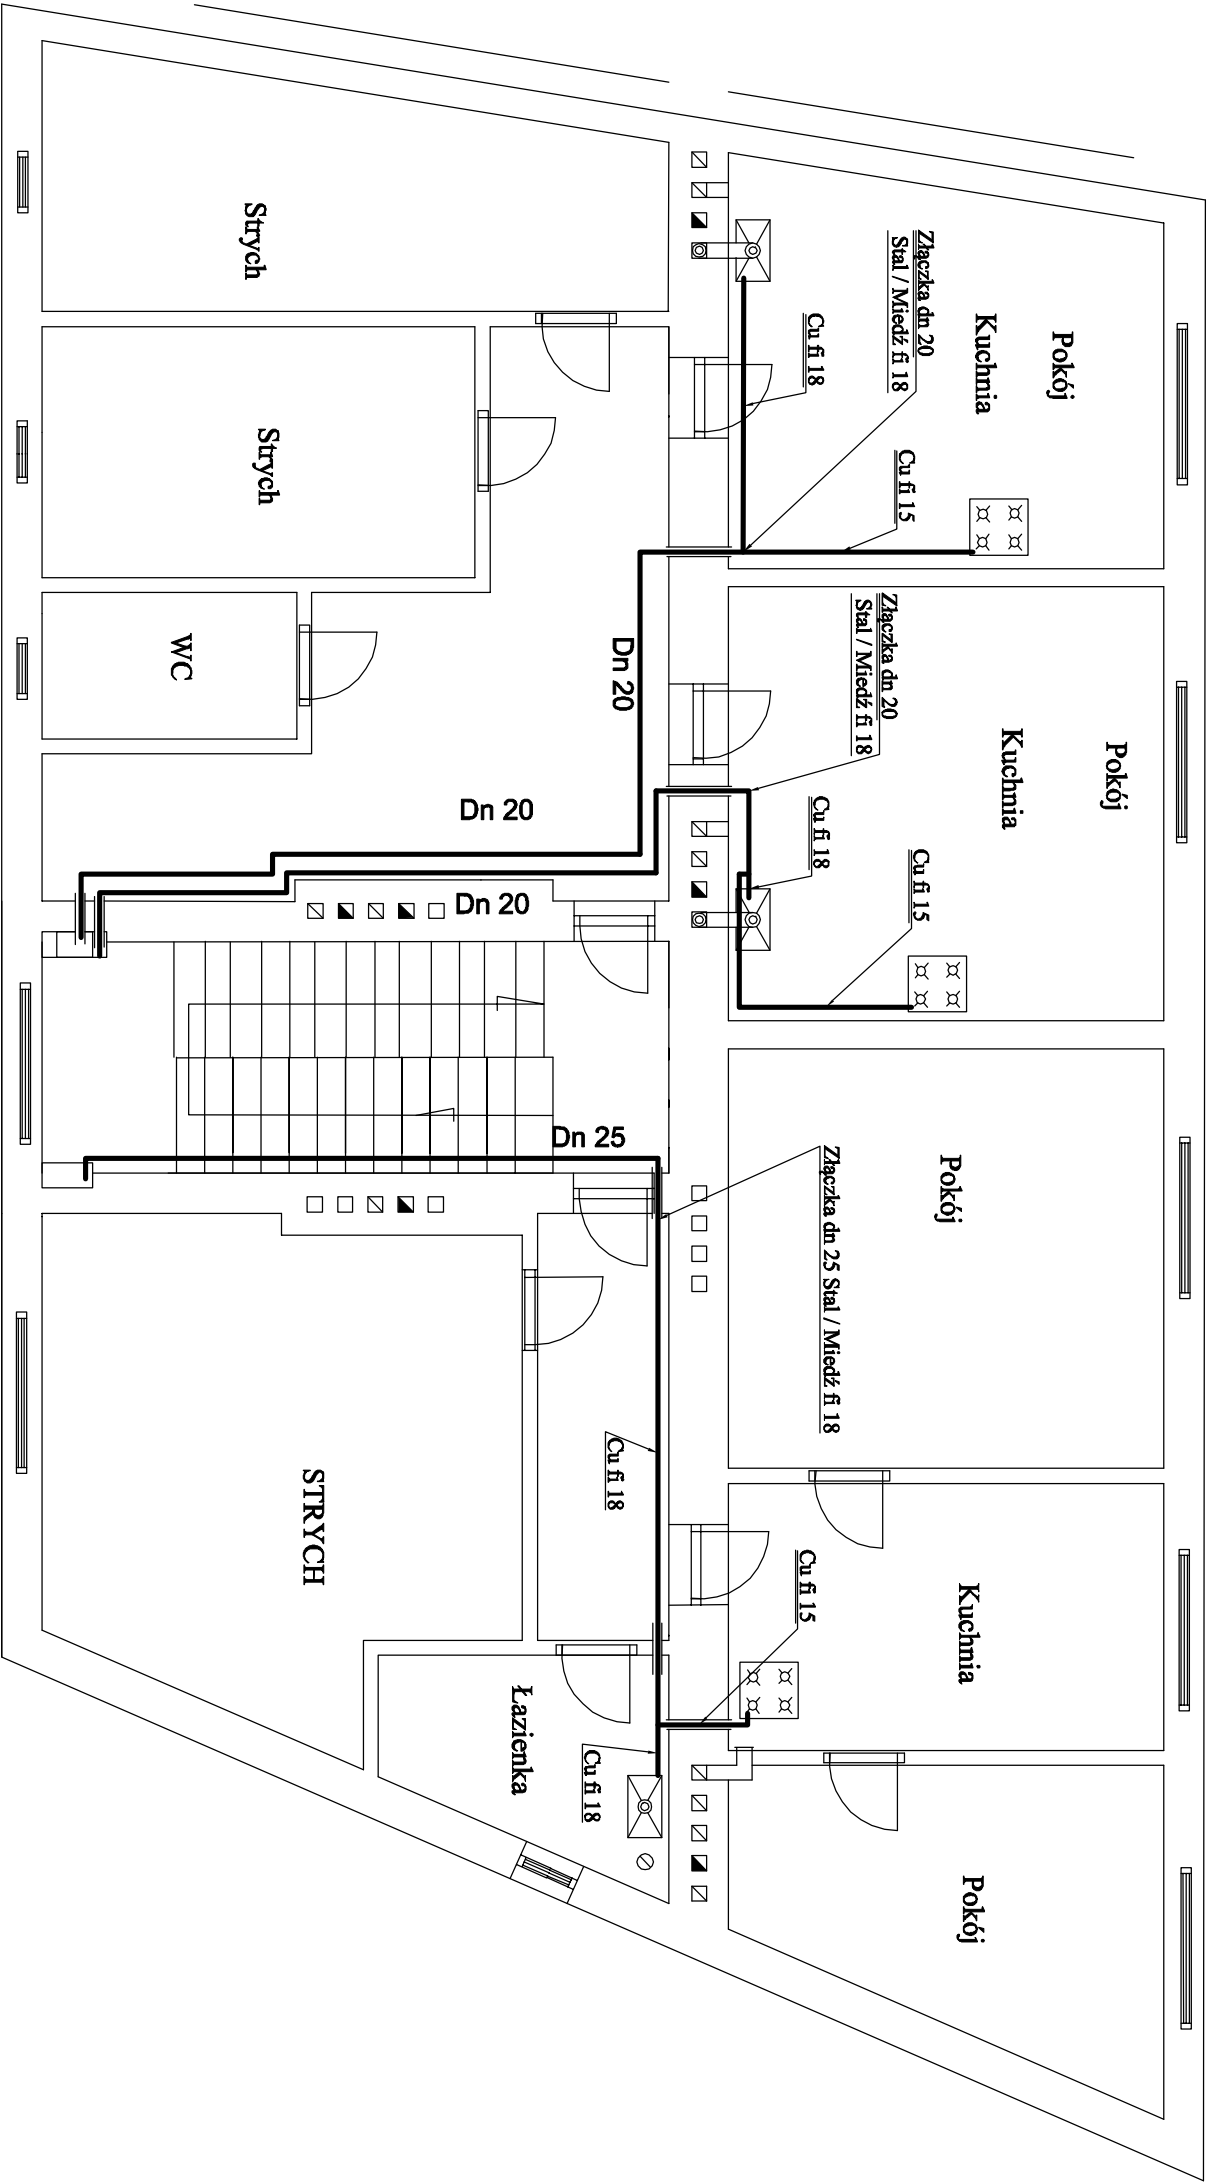 Złączka dn 20
Stal / Miedź fi 18
Pokój
Kuchnia
Cu fi 18
Cu fi 15
Strych
Strych
WC
Dn 20
Złączka dn 20
Stal / Miedź fi 18
Pokój
Kuchnia
Cu fi 18
Cu fi 15
Dn 20
Dn 20
Dn 25
Złączka dn 25 Stal / Miedź fi 18
Pokój
Cu fi 18
STRYCH
Cu fi 15
Kuchnia
Łazienka
Cu fi 18
Pokój